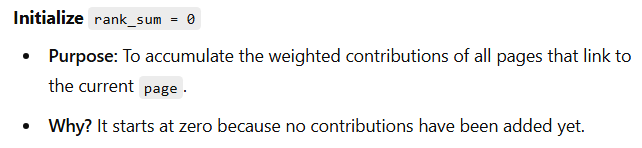 Initialize rank_sum = 0
• Purpose: To accumulate the weighted contributions of all pages that link to
the current page.
• Why? It starts at zero because no contributions have been added yet.